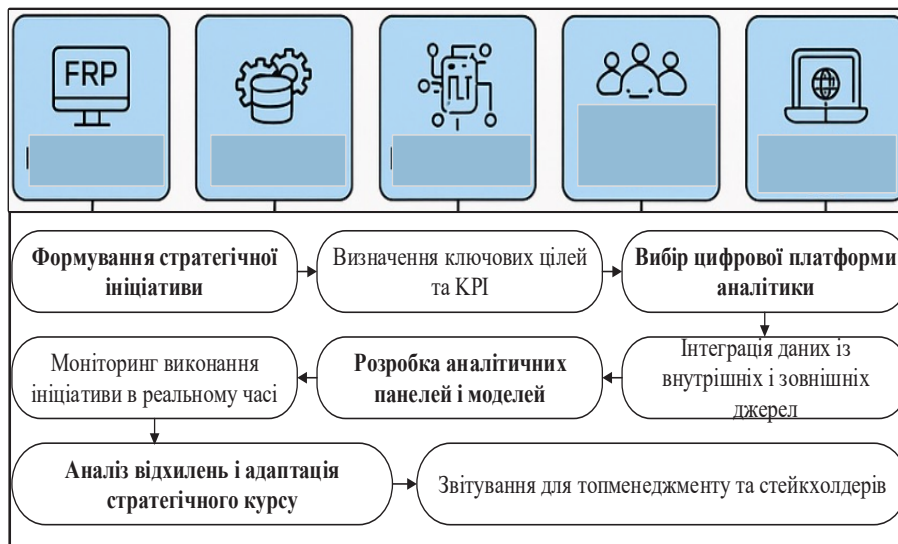 FRP
Формування стратегічної
ініціативи
Визначення ключових цілей
та KPI
Вибір цифрової платформи
аналітики
Моніторинг виконання
ініціативи в реальному часі
Розробка аналітичних
панелей і моделей
Інтеграція даних із
внутрішніх і зовнішніх
джерел
Аналіз відхилень і адаптація
стратегічного курсу
Звітування для топменеджменту та стейкхолдерів